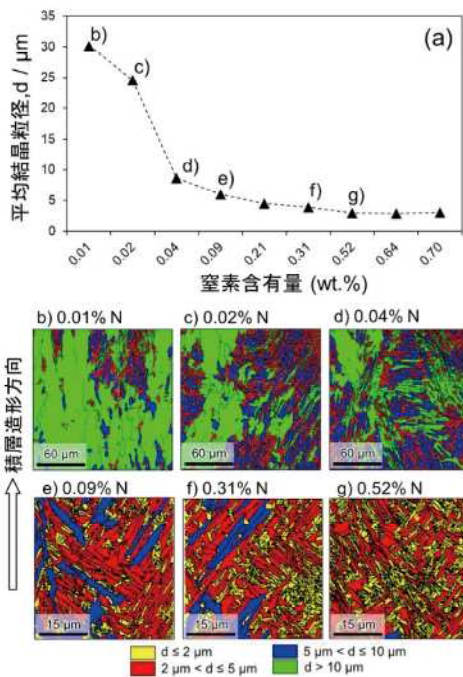 (a)
平均結晶粒径,d / μm
35
30
25
20
15
10
5
0
b)
c)
d)
e)
f)
g)
0.01
0.02
0.04
0.09
0.21
0.31
0.52
0.64
0.70
窒素含有量 (wt.%)
b) 0.01% N
c) 0.02% N
d) 0.04% N
60 μm
60 μm
60 μm
積層造形方向
e) 0.09% N
f) 0.31% N
g) 0.52% N
15 μm
15 μm
15 μm
d ≤ 2 μm
5 μm < d ≤ 10 μm
2 μm < d ≤ 5 μm
d > 10 μm